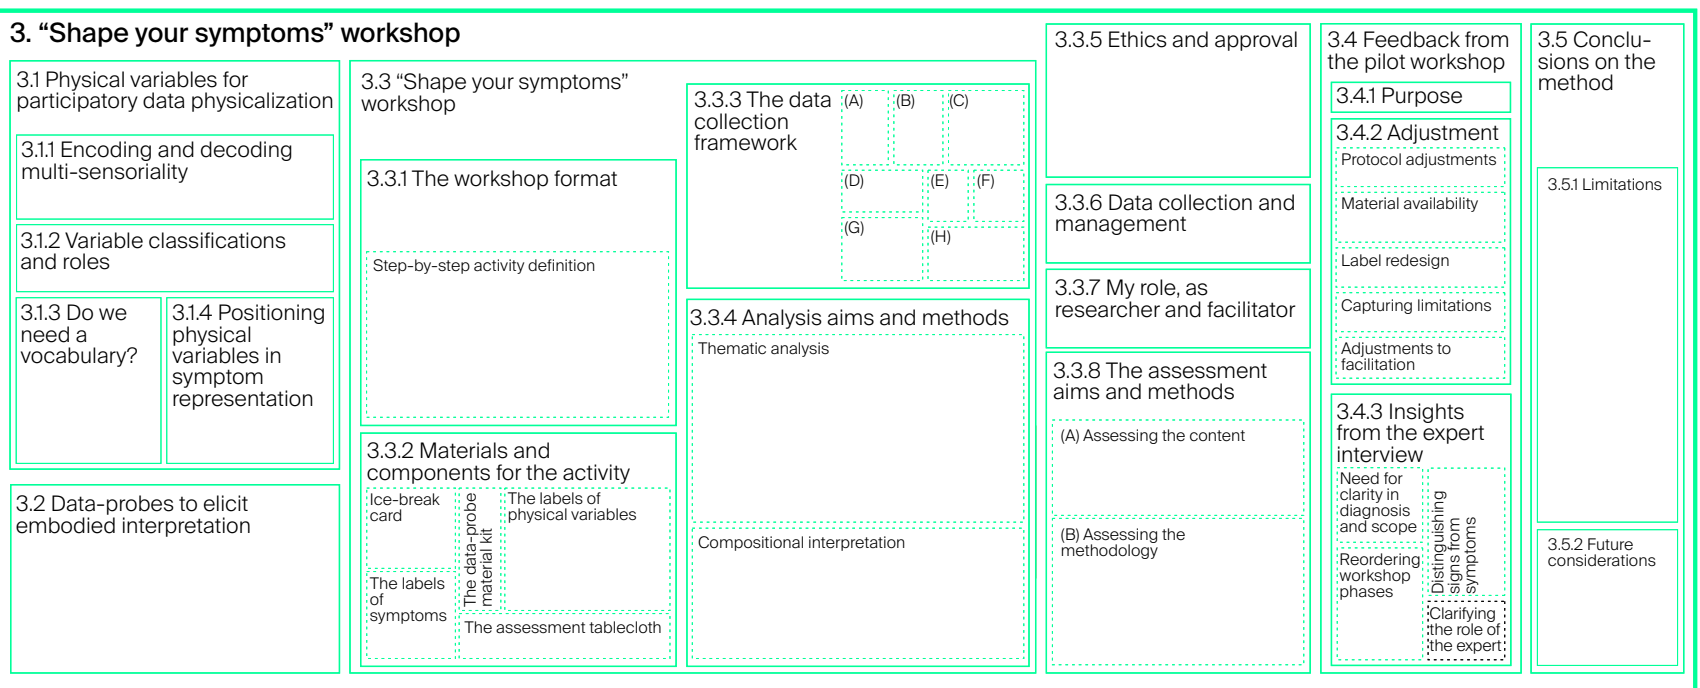 3. “Shape your symptoms” workshop
3.1 Physical variables for
participatory data physicalization
3.1.1 Encoding and decoding
multi-sensoriality
3.1.2 Variable classifications
and roles
3.1.3 Do we
need a
vocabulary?
3.1.4 Positioning
physical
variables in
symptom
representation
3.2 Data-probes to elicit
embodied interpretation
3.3 “Shape your symptoms”
workshop
3.3.1 The workshop format
Step-by-step activity definition
3.3.2 Materials and
components for the activity
Ice-break
card
The labels
of
symptoms
The data-probe
material kit
The labels of
physical variables
The assessment tablecloth
3.3.3 The data
collection
framework
(A)
(B)
(C)
(D)
(E)
(F)
(G)
(H)
3.3.4 Analysis aims and methods
Thematic analysis
Compositional interpretation
3.3.5 Ethics and approval
3.3.6 Data collection and
management
3.3.7 My role, as
researcher and facilitator
3.3.8 The assessment
aims and methods
(A) Assessing the content
(B) Assessing the
methodology
3.4 Feedback from
the pilot workshop
3.4.1 Purpose
3.4.2 Adjustment
Protocol adjustments
Material availability
Label redesign
Capturing limitations
Adjustments to
facilitation
3.4.3 Insights
from the expert
interview
Need for
clarity in
diagnosis
and scope
Reordering
workshop
phases
Distinguishing
signs from
symptoms
Clarifying
the role of
the expert
3.5 Conclu-
sions on the
method
3.5.1 Limitations
3.5.2 Future
considerations